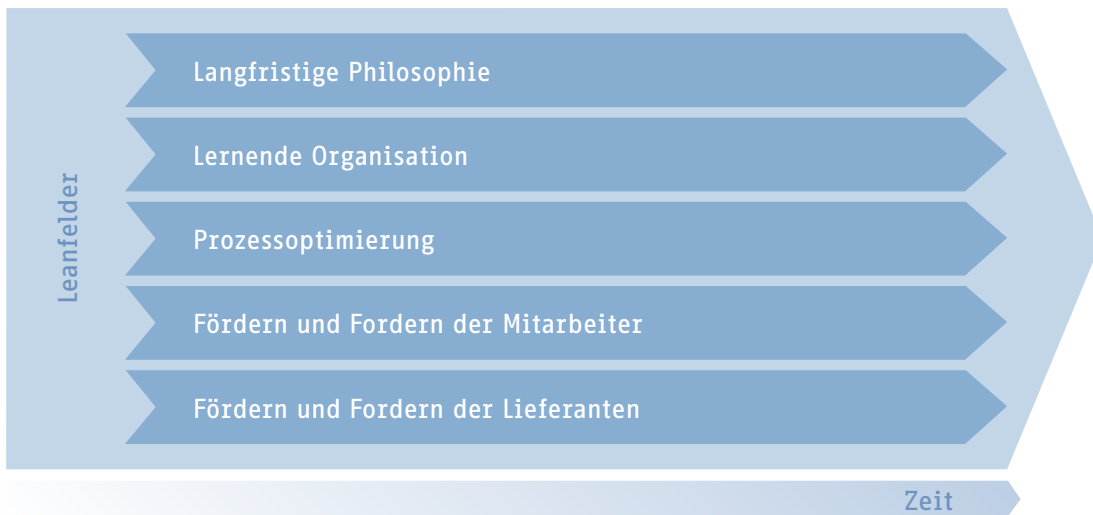 Leanfelder
Langfristige Philosophie
Lernende Organisation
Prozessoptimierung
Fördern und Fordern der Mitarbeiter
Fördern und Fordern der Lieferanten
Zeit